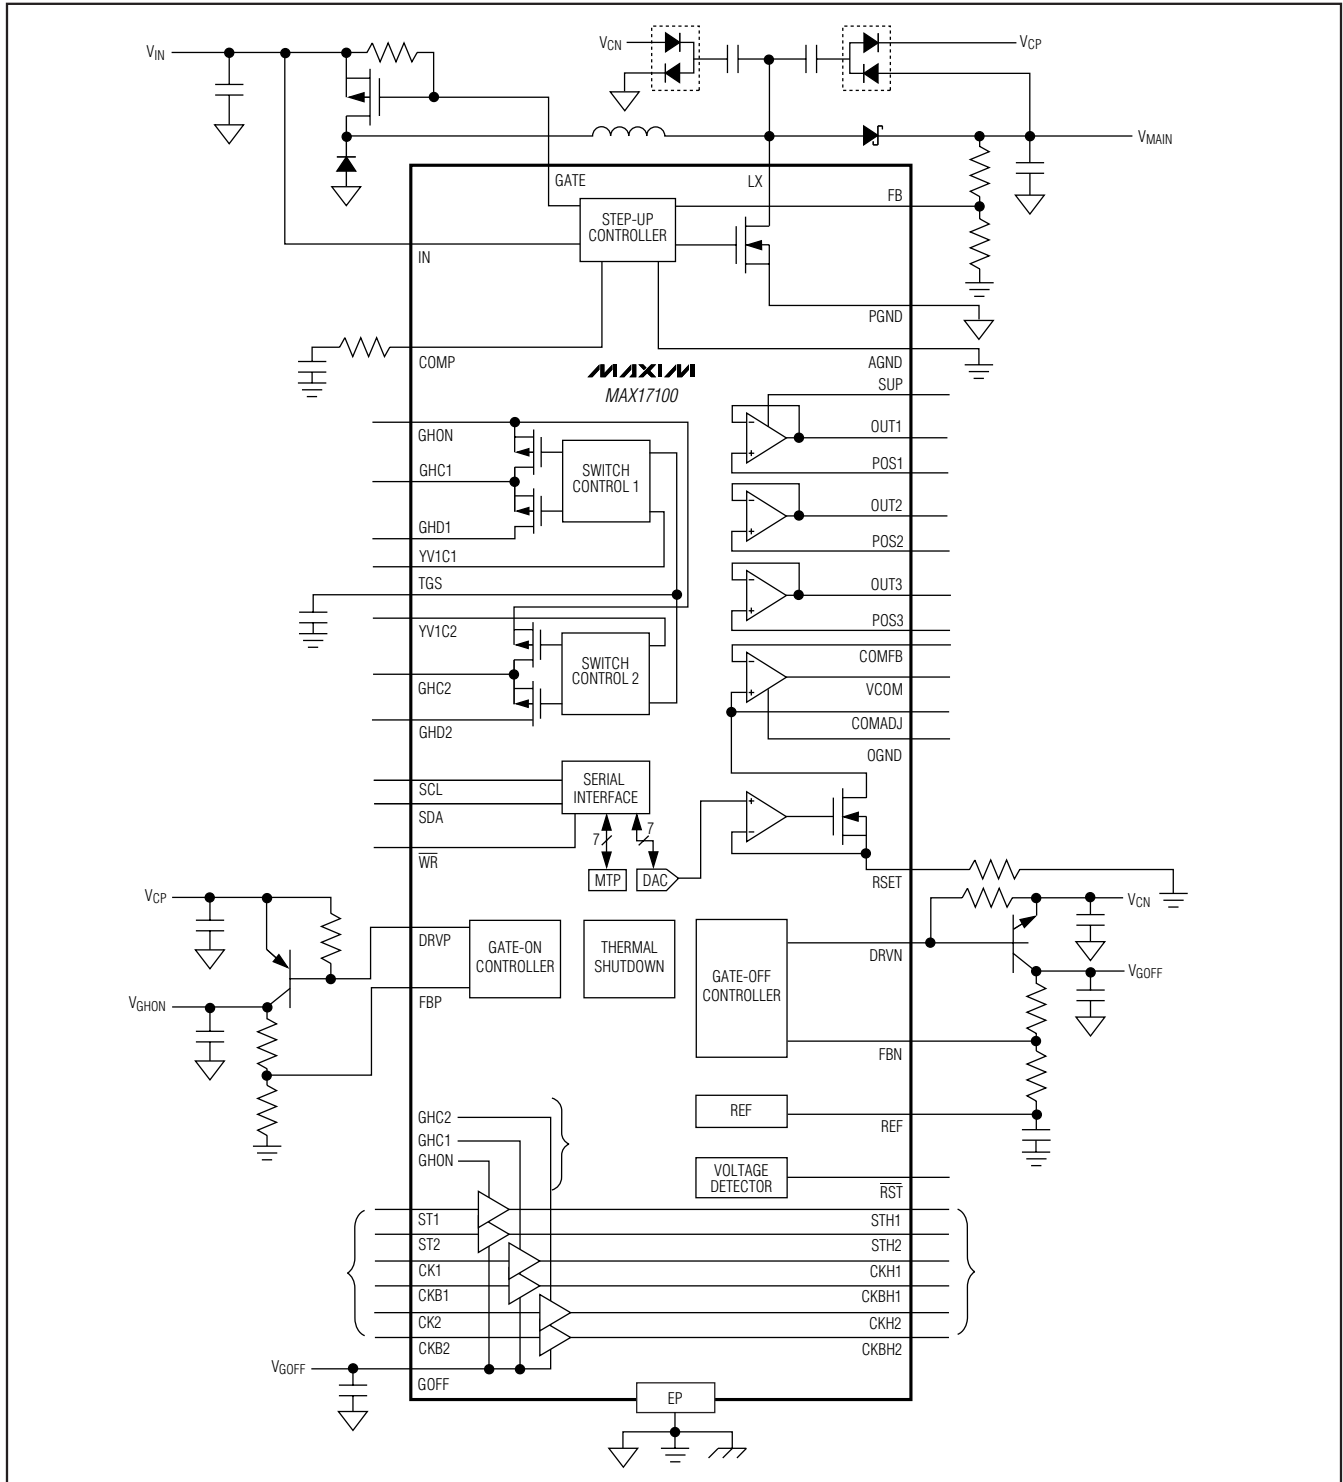 VIN
VCN
VCP
VMAIN
GATE
LX
FB
STEP-UP
CONTROLLER
IN
PGND
COMP
AGND
MAXIM
MAX17100
SUP
GHON
OUT1
GHC1
SWITCH
CONTROL 1
POS1
OUT2
GHD1
POS2
YV1C1
TGS
OUT3
POS3
YV1C2
SWITCH
CONTROL 2
COMFB
GHC2
VCOM
COMADJ
GHD2
OGND
SERIAL
INTERFACE
SCL
SDA
7
7
WR
MTP
DAC
RSET
VCP
VCN
DRVP
GATE-ON
CONTROLLER
THERMAL
SHUTDOWN
GATE-OFF
CONTROLLER
DRVN
VGOFF
VGHON
FBP
FBN
GHC2
REF
REF
GHC1
GHON
VOLTAGE
DETECTOR
RST
ST1
STH1
ST2
STH2
CK1
CKH1
CKB1
CKBH1
CK2
CKH2
CKB2
CKBH2
VGOFF
GOFF
EP